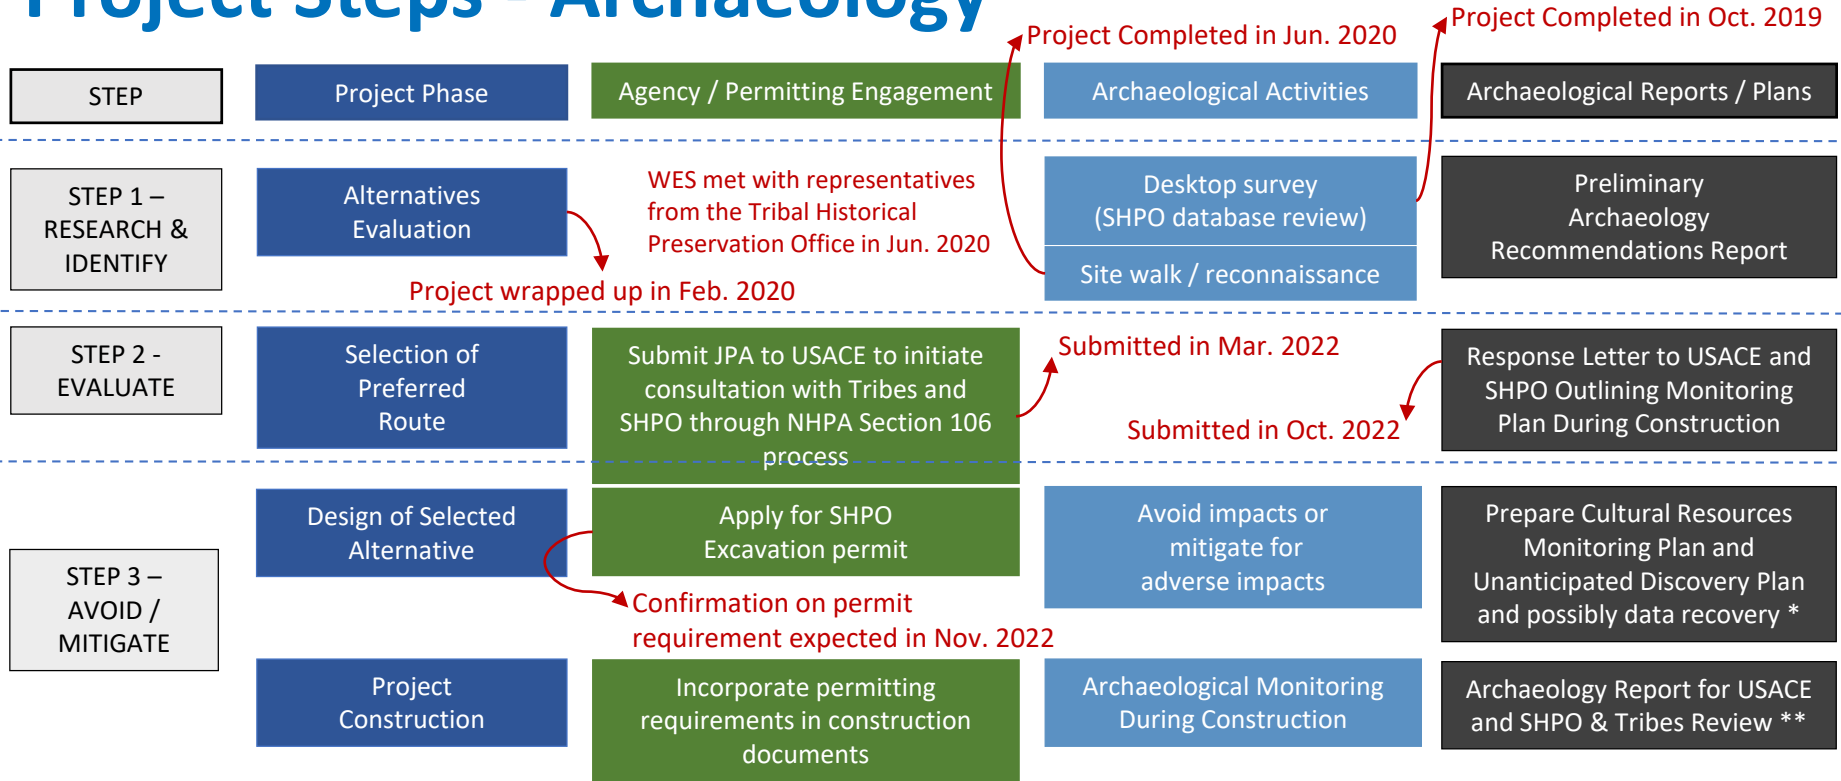 Project Steps - Archaeology
Project Completed in Jun. 2020
Project Completed in Oct. 2019
STEP
Project Phase
Agency / Permitting Engagement
Archaeological Activities
Archaeological Reports / Plans
STEP 1 –
RESEARCH &
IDENTIFY
Alternatives
Evaluation
Project wrapped up in Feb. 2020
WES met with representatives
from the Tribal Historical
Preservation Office in Jun. 2020
Desktop survey
(SHPO database review)
Site walk / reconnaissance
Preliminary
Archaeology
Recommendations Report
STEP 2 -
EVALUATE
Selection of
Preferred
Route
Submit JPA to USACE to initiate
consultation with Tribes and
SHPO through NHPA Section 106
process
Submitted in Mar. 2022
Submitted in Oct. 2022
Response Letter to USACE and
SHPO Outlining Monitoring
Plan During Construction
STEP 3 –
AVOID /
MITIGATE
Design of Selected
Alternative
Apply for SHPO
Excavation permit
Confirmation on permit
requirement expected in Nov. 2022
Avoid impacts or
mitigate for
adverse impacts
Prepare Cultural Resources
Monitoring Plan and
Unanticipated Discovery Plan
and possibly data recovery *
Project
Construction
Incorporate permitting
requirements in construction
documents
Archaeological Monitoring
During Construction
Archaeology Report for USACE
and SHPO & Tribes Review **